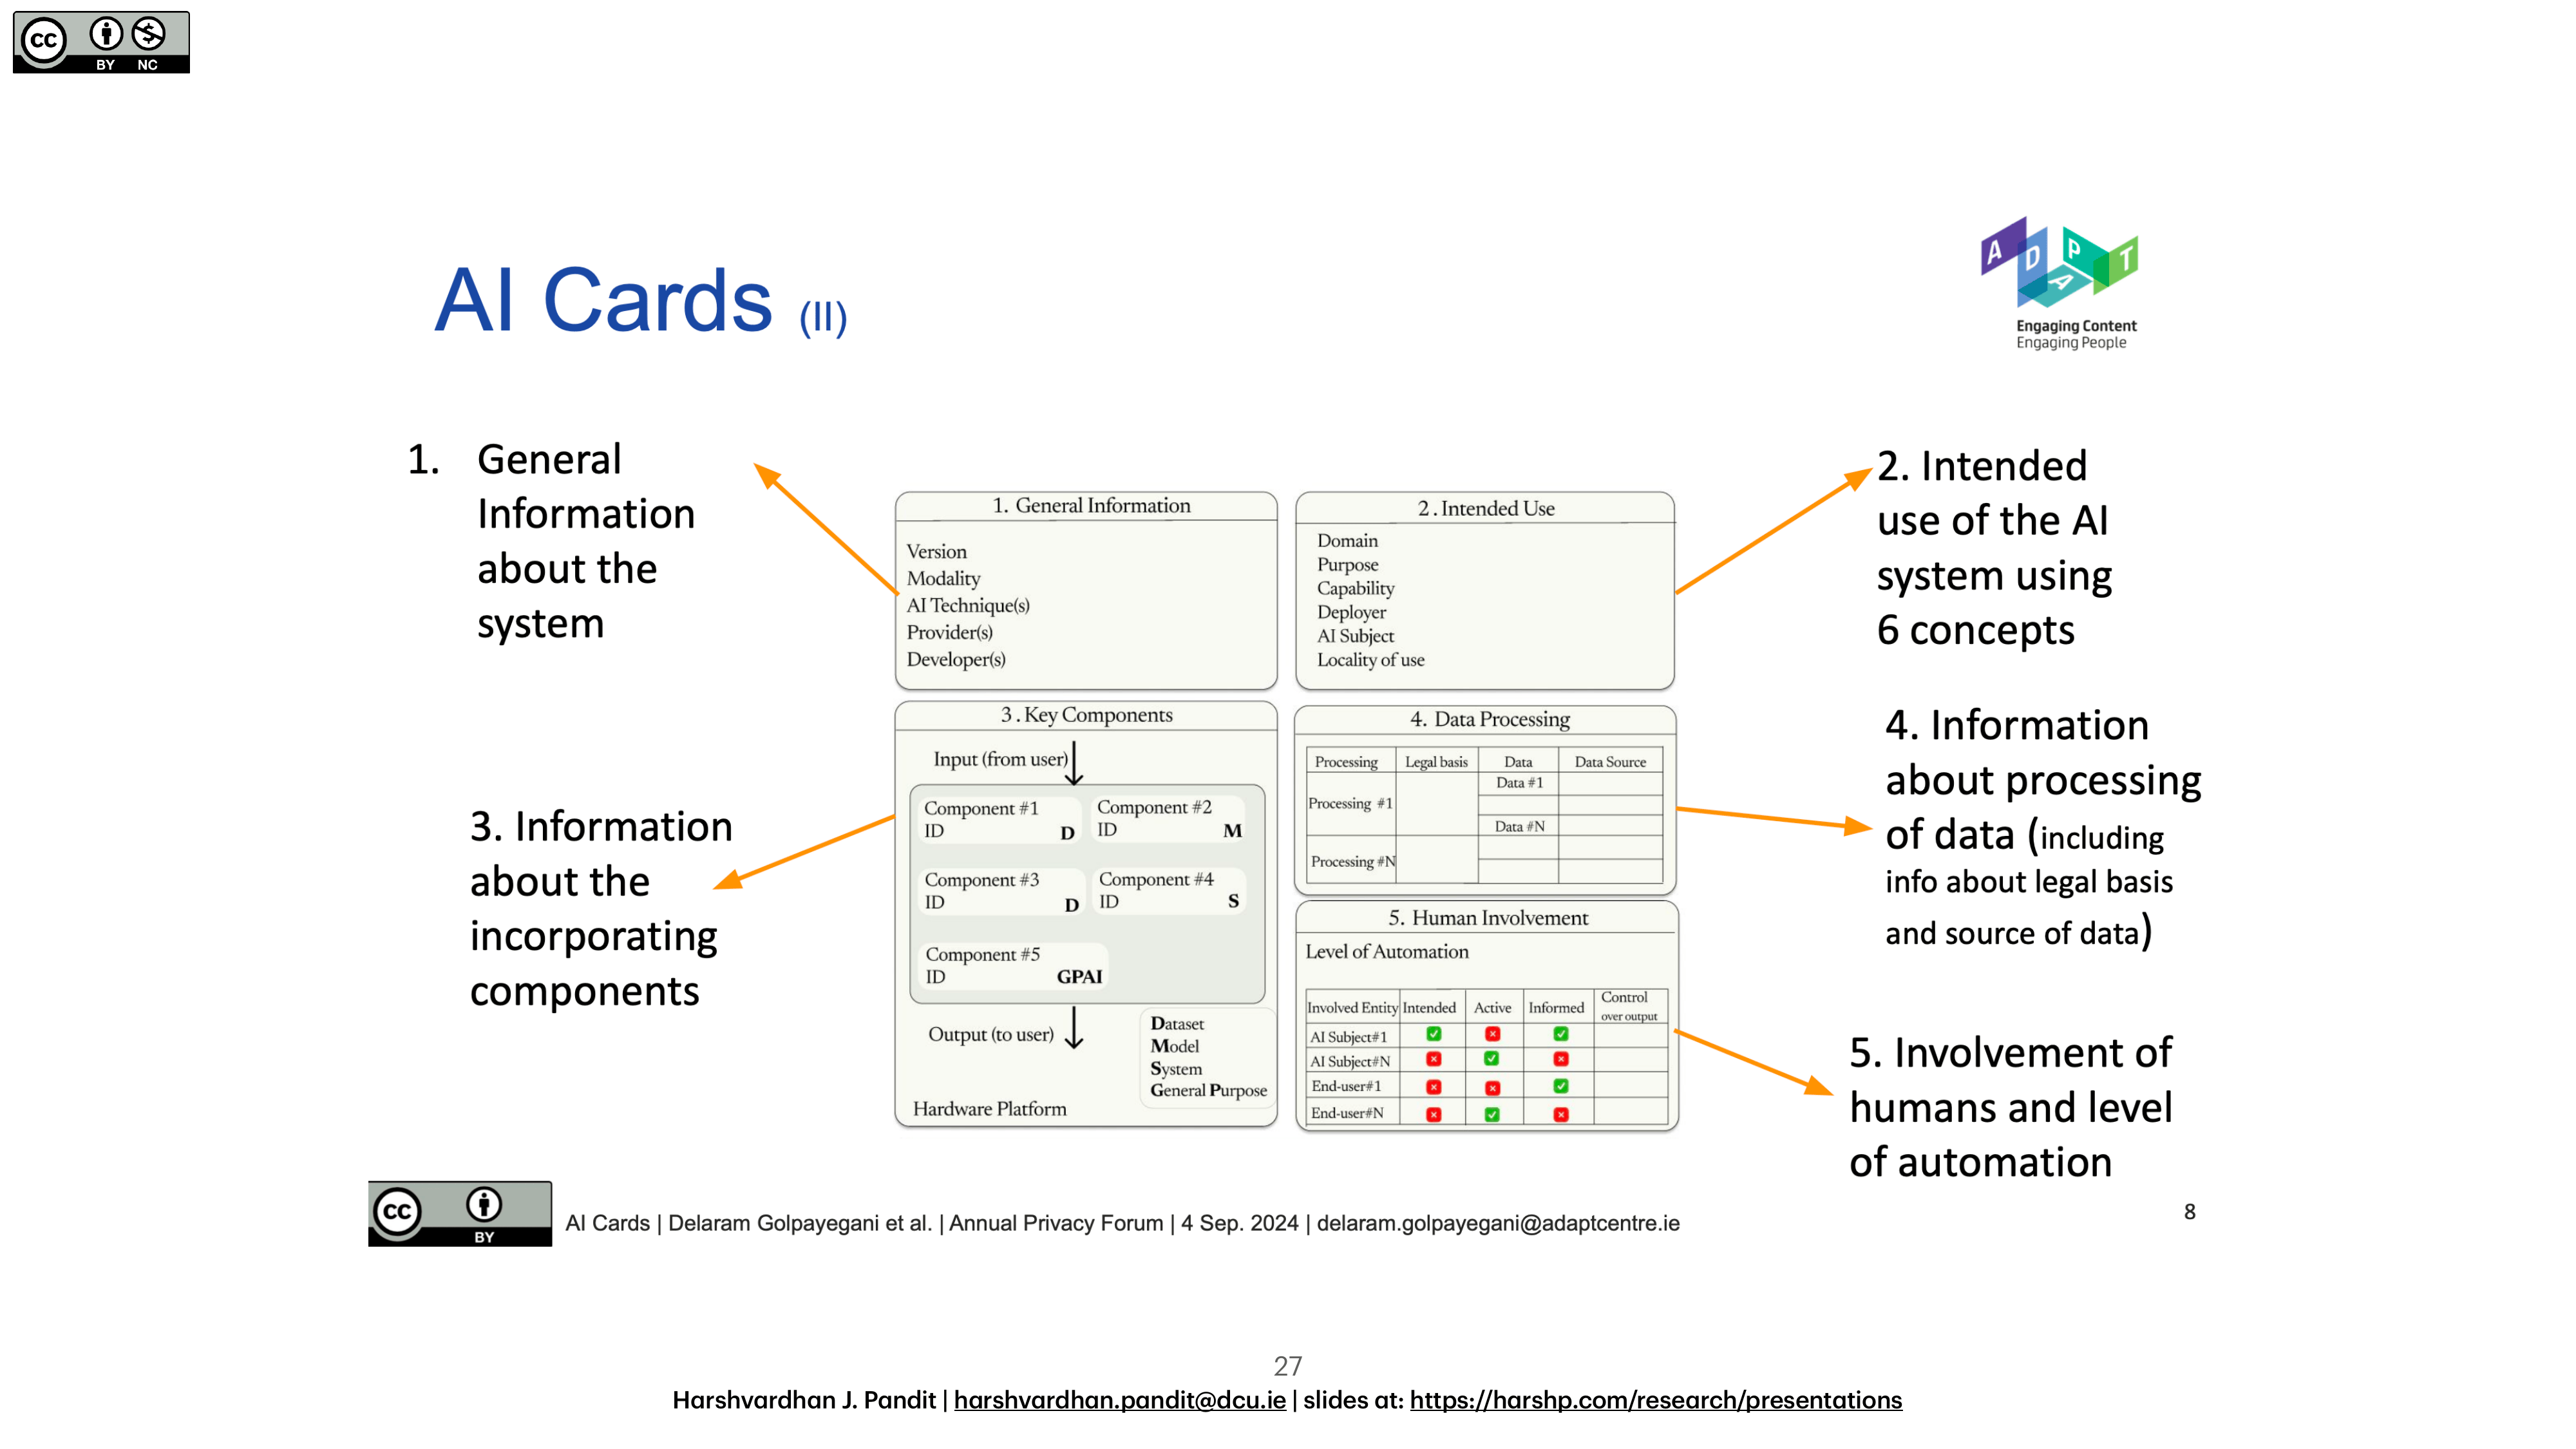 cc
BY NC
AI Cards (II)
A D A P T
Engaging Content
Engaging People
1. General
Information
about the
system
1. General Information
Version
Modality
AI Technique(s)
Provider(s)
Developer(s)
2. Intended Use
Domain
Purpose
Capability
Deployer
AI Subject
Locality of use
2. Intended
use of the AI
system using
6 concepts
3. Information
about the
incorporating
components
3. Key Components
Input (from user)
Component #1
ID D
Component #2
ID M
Component #3
ID D
Component #4
ID S
Component #5
ID GPAI
Output (to user)
Dataset
Model
System
General Purpose
Hardware Platform
4. Data Processing
Processing Legal basis Data Data Source
Data #1
Processing #1
Data #N
Processing #N
4. Information
about processing
of data (including
info about legal basis
and source of data)
5. Human Involvement
Level of Automation
Involved Entity Intended Active Informed Control over output
AI Subject#1
AI Subject#N
End-user#1
End-user#N
5. Involvement of
humans and level
of automation
cc
BY
AI Cards | Delaram Golpayegani et al. | Annual Privacy Forum | 4 Sep. 2024 | delaram.golpayegani@adaptcentre.ie
8
27
Harshvardhan J. Pandit | harshvardhan.pandit@dcu.ie | slides at: https://harshp.com/research/presentations